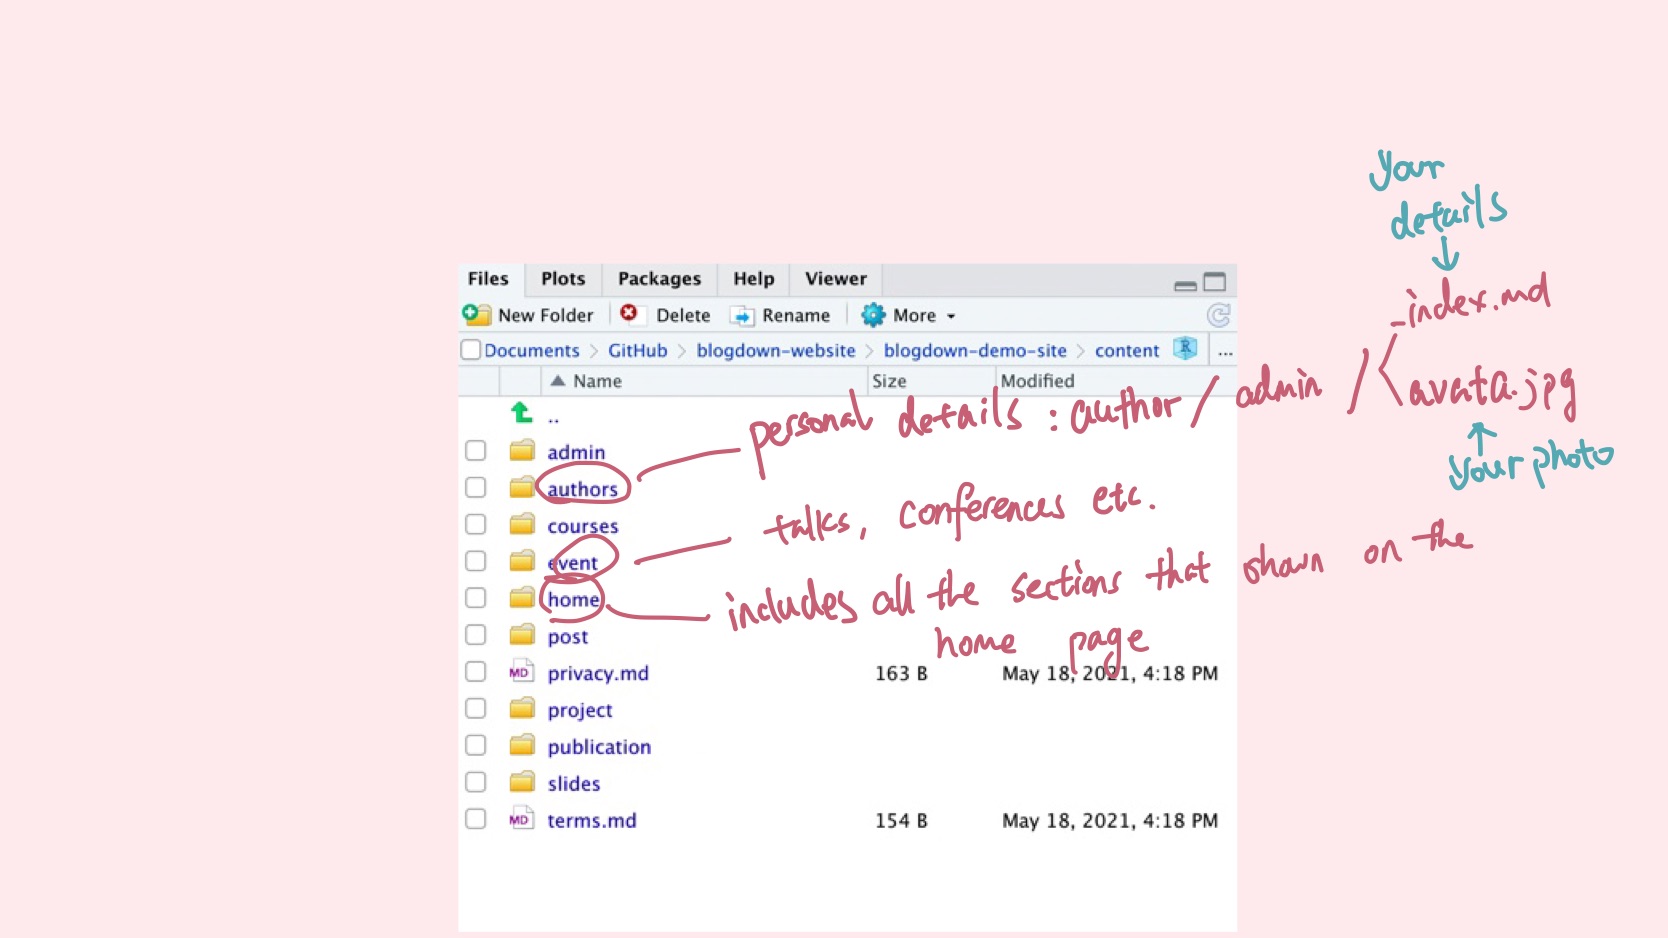 your
details
_index.md
Files Plots Packages Help Viewer
New Folder Delete Rename More
Documents > GitHub > blogdown-website > blogdown-demo-site > content ...
Name Size Modified
personal details : author / admin /
avata.jpg
your photo
..
admin
authors
courses
talks, conferences etc.
event
home
includes all the sections that shown on the
home page
post
privacy.md 163 B May 18, 2021, 4:18 PM
project
publication
slides
terms.md 154 B May 18, 2021, 4:18 PM